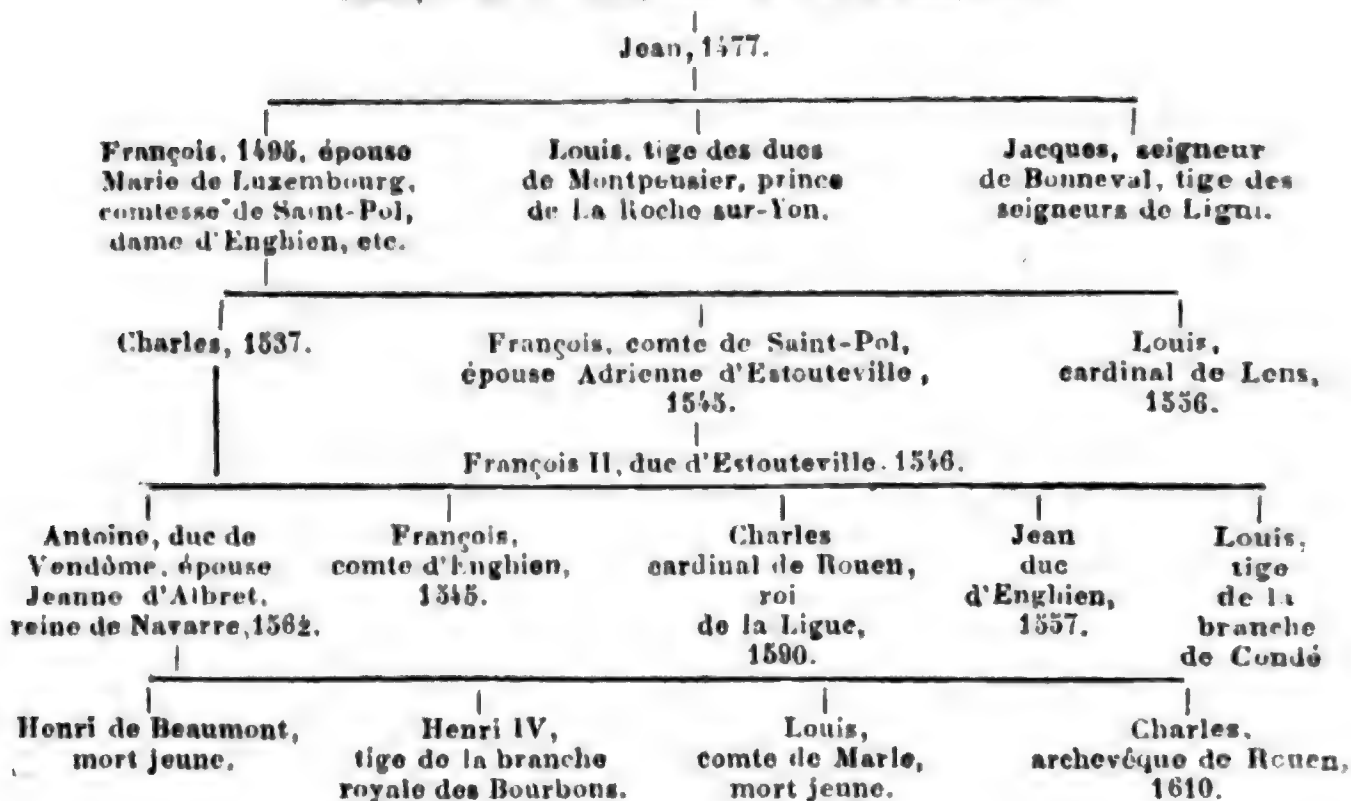 Jean, 1477.
François, 1495, épouse
Marie de Luxembourg,
comtesse de Saint-Pol,
dame d'Enghien, etc.
Louis, tige des ducs
de Montpensier, prince
de La Roche sur-Yon.
Jacques, seigneur
de Bonneval, tige des
seigneurs de Ligni.
Charles, 1537.
François, comte de Saint-Pol,
épouse Adrienne d'Estouteville,
1545.
Louis,
cardinal de Lens,
1556.
François II, duc d'Estouteville. 1546.
Antoine, duc de
Vendôme, épouse
Jeanne d'Albret,
reine de Navarre, 1562.
François,
comte d'Enghien,
1545.
Charles
cardinal de Rouen,
roi
de la Ligue,
1590.
Jean
duc
d'Enghien,
1557.
Louis,
tige
de la
branche
de Condé
Henri de Beaumont,
mort jeune.
Henri IV,
tige de la branche
royale des Bourbons.
Louis,
comte de Marle,
mort jeune.
Charles,
archevêque de Rouen,
1610.